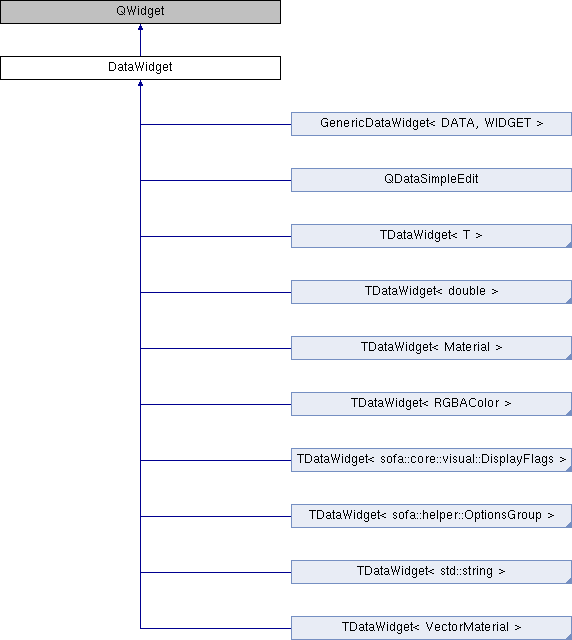 QWidget
DataWidget
GenericDataWidget< DATA, WIDGET >
QDataSimpleEdit
TDataWidget< T >
TDataWidget< double >
TDataWidget< Material >
TDataWidget< RGBAColor >
TDataWidget< sofa::core::visual::DisplayFlags >
TDataWidget< sofa::helper::OptionsGroup >
TDataWidget< std::string >
TDataWidget< VectorMaterial >